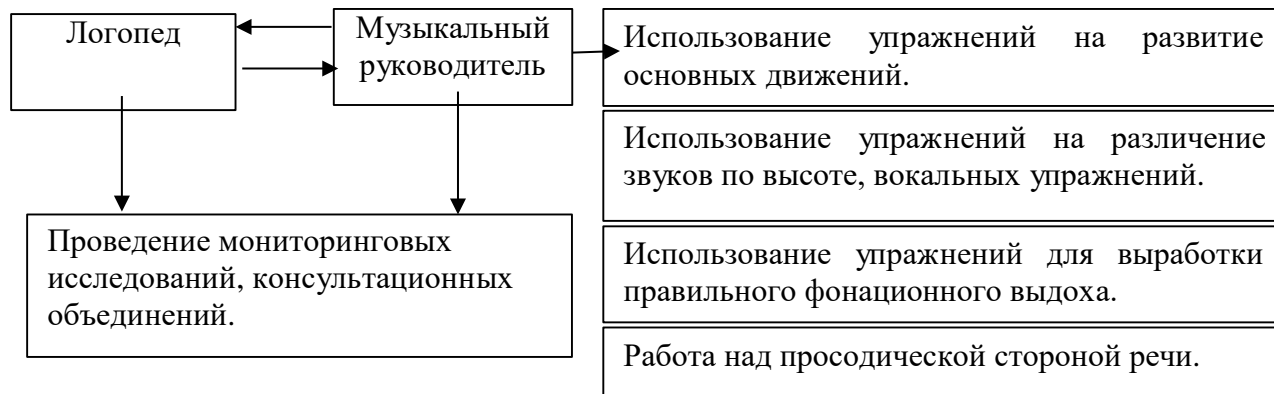 Логопед
Музыкальный
руководитель
Использование упражнений на развитие
основных движений.
Использование упражнений на различение
звуков по высоте, вокальных упражнений.
Проведение мониторинговых
исследований, консультационных
объединений.
Использование упражнений для выработки
правильного фонационного выдоха.
Работа над просодической стороной речи.